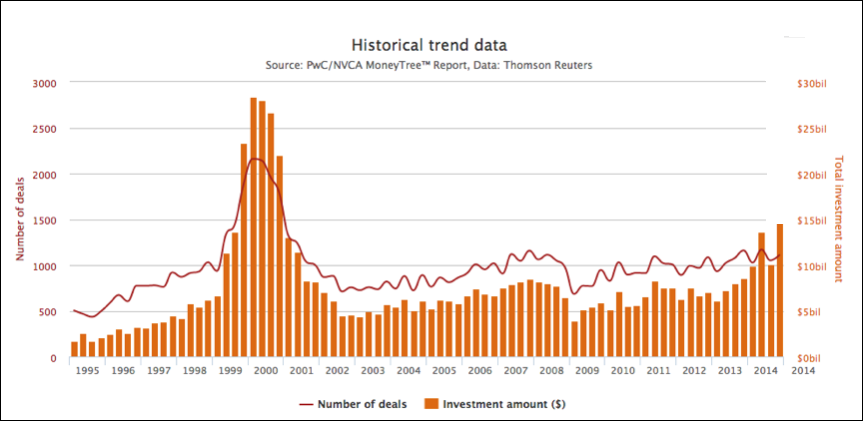 Historical trend data
Source: PwC/NVCA MoneyTree™ Report, Data: Thomson Reuters
Number of deals
3000
2500
2000
1500
1000
500
0
$30bil
$25bil
$20bil
$15bil
$10bil
$5bil
$0bil
Total investment amount
1995 1996 1997 1998 1999 2000 2001 2002 2003 2004 2005 2006 2007 2008 2009 2010 2011 2012 2013 2014 2014
Number of deals Investment amount ($)